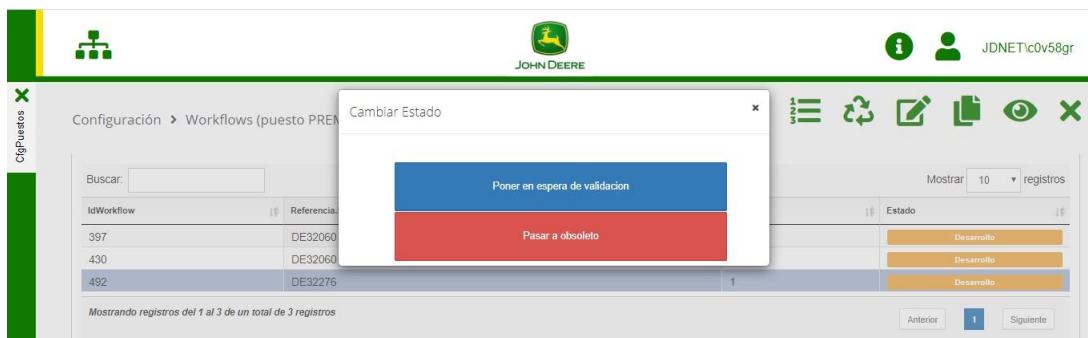 JOHN DEERE
JDNET\c0v58gr
CfgPuestos
Configuración > Workflows (puesto
Cambiar Estado
×
Poner en espera de validacion
Pasar a obsoleto
Buscar:
Mostrar 10 registros
IdWorkflow Referencia. Estado
397 DE32060 Desarrollo
430 DE32060 Desarrollo
492 DE32276 1 Desarrollo
Mostrando registros del 1 al 3 de un total de 3 registros
Anterior 1 Siguiente